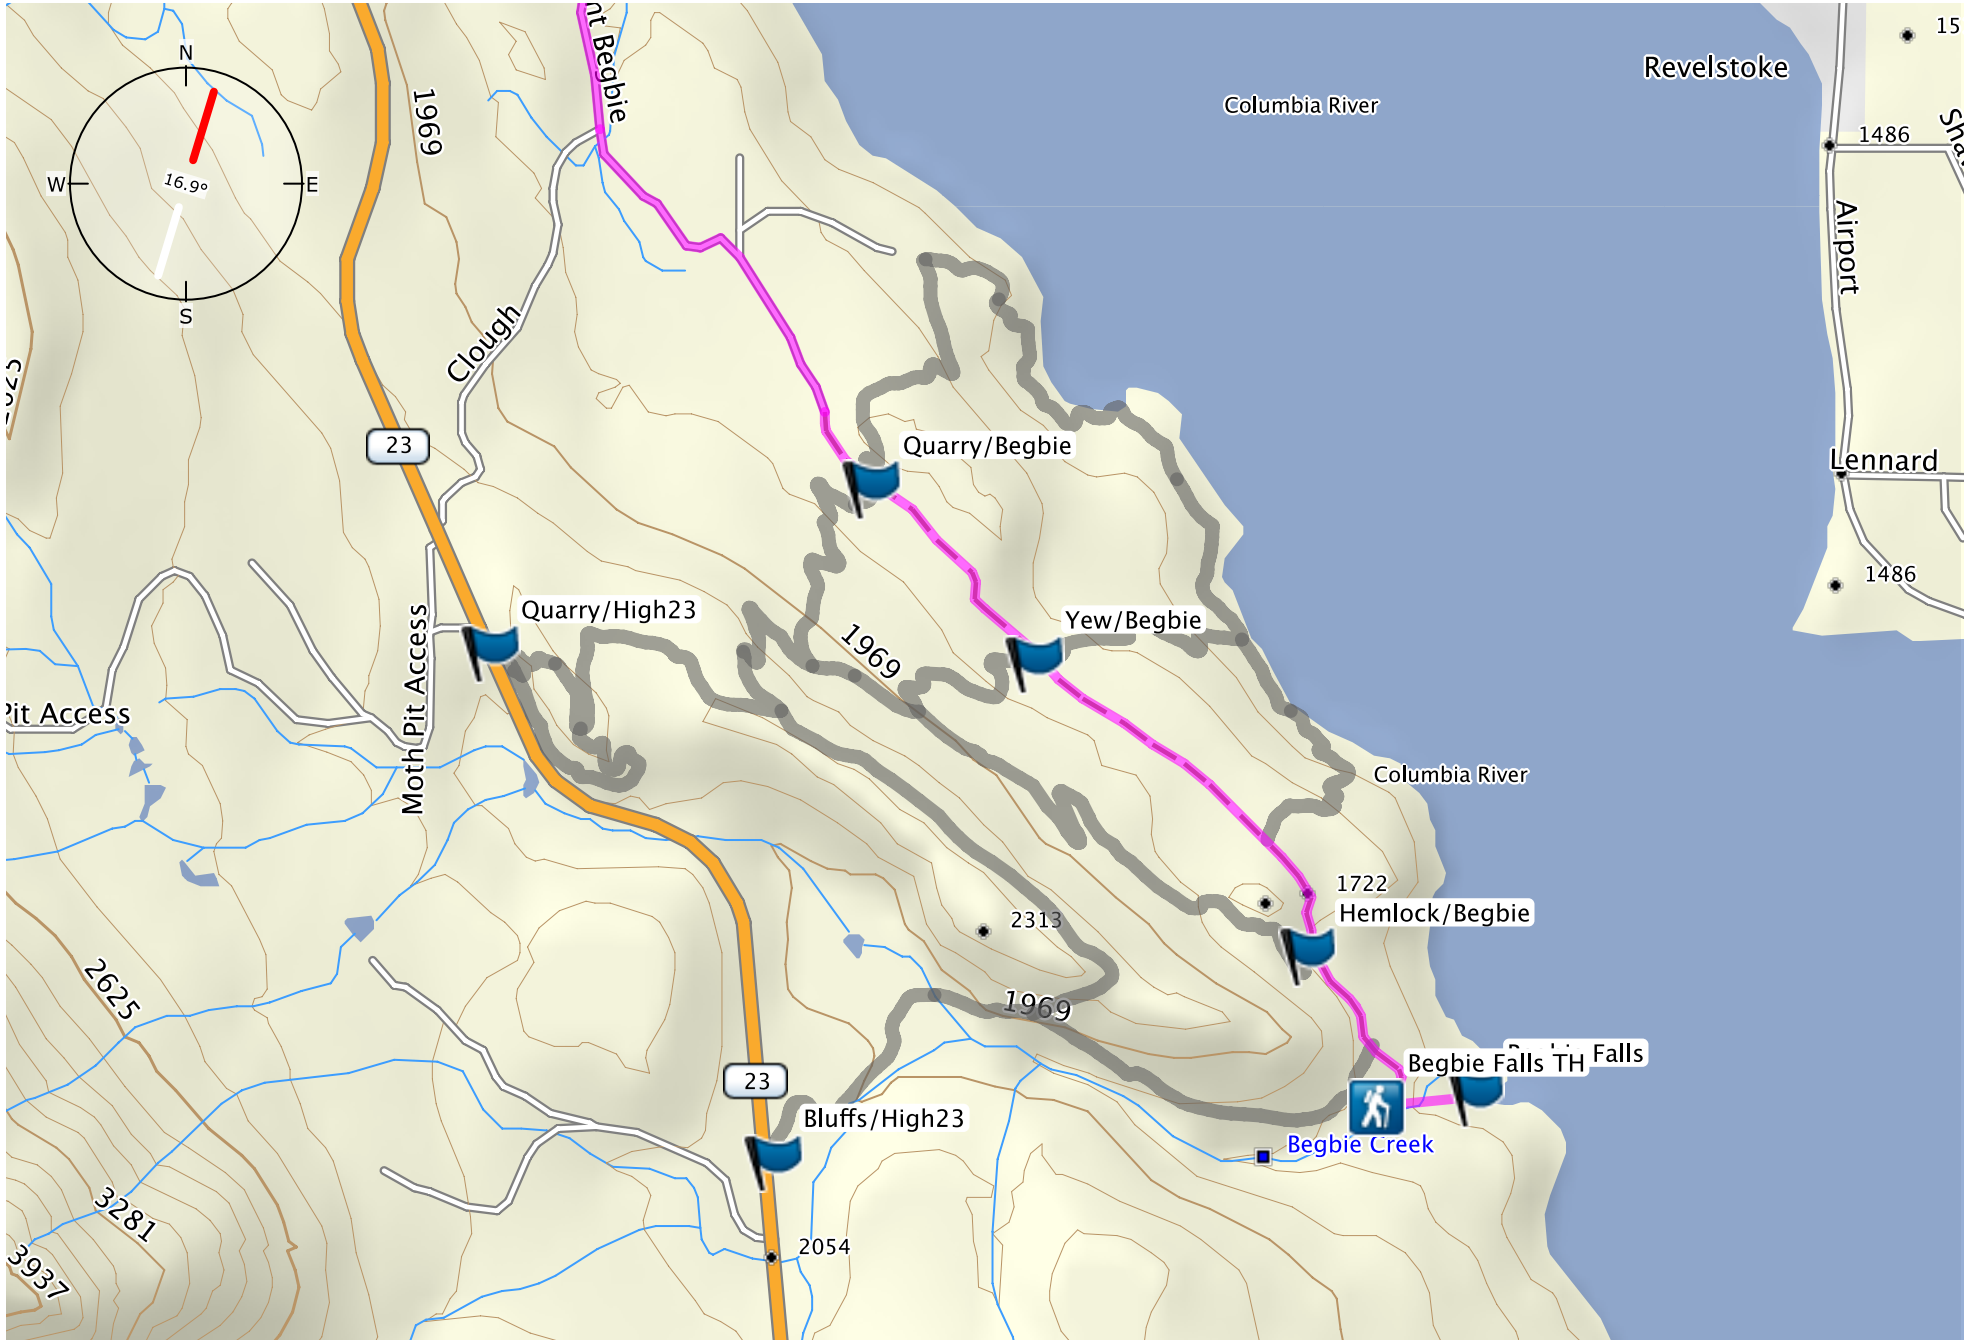 N
W
E
S
16.9°
1969
nt Begbie
Columbia River
Revelstoke
15
1486
Airport
Clough
23
Quarry/Begbie
Lennard
1486
Quarry/High23
Yew/Begbie
1969
Moth Pit Access
Pit Access
Columbia River
1722
Hemlock/Begbie
2313
1969
2625
Begbie Falls TH
Falls
23
Bluffs/High23
Begbie Creek
3281
2054
3937